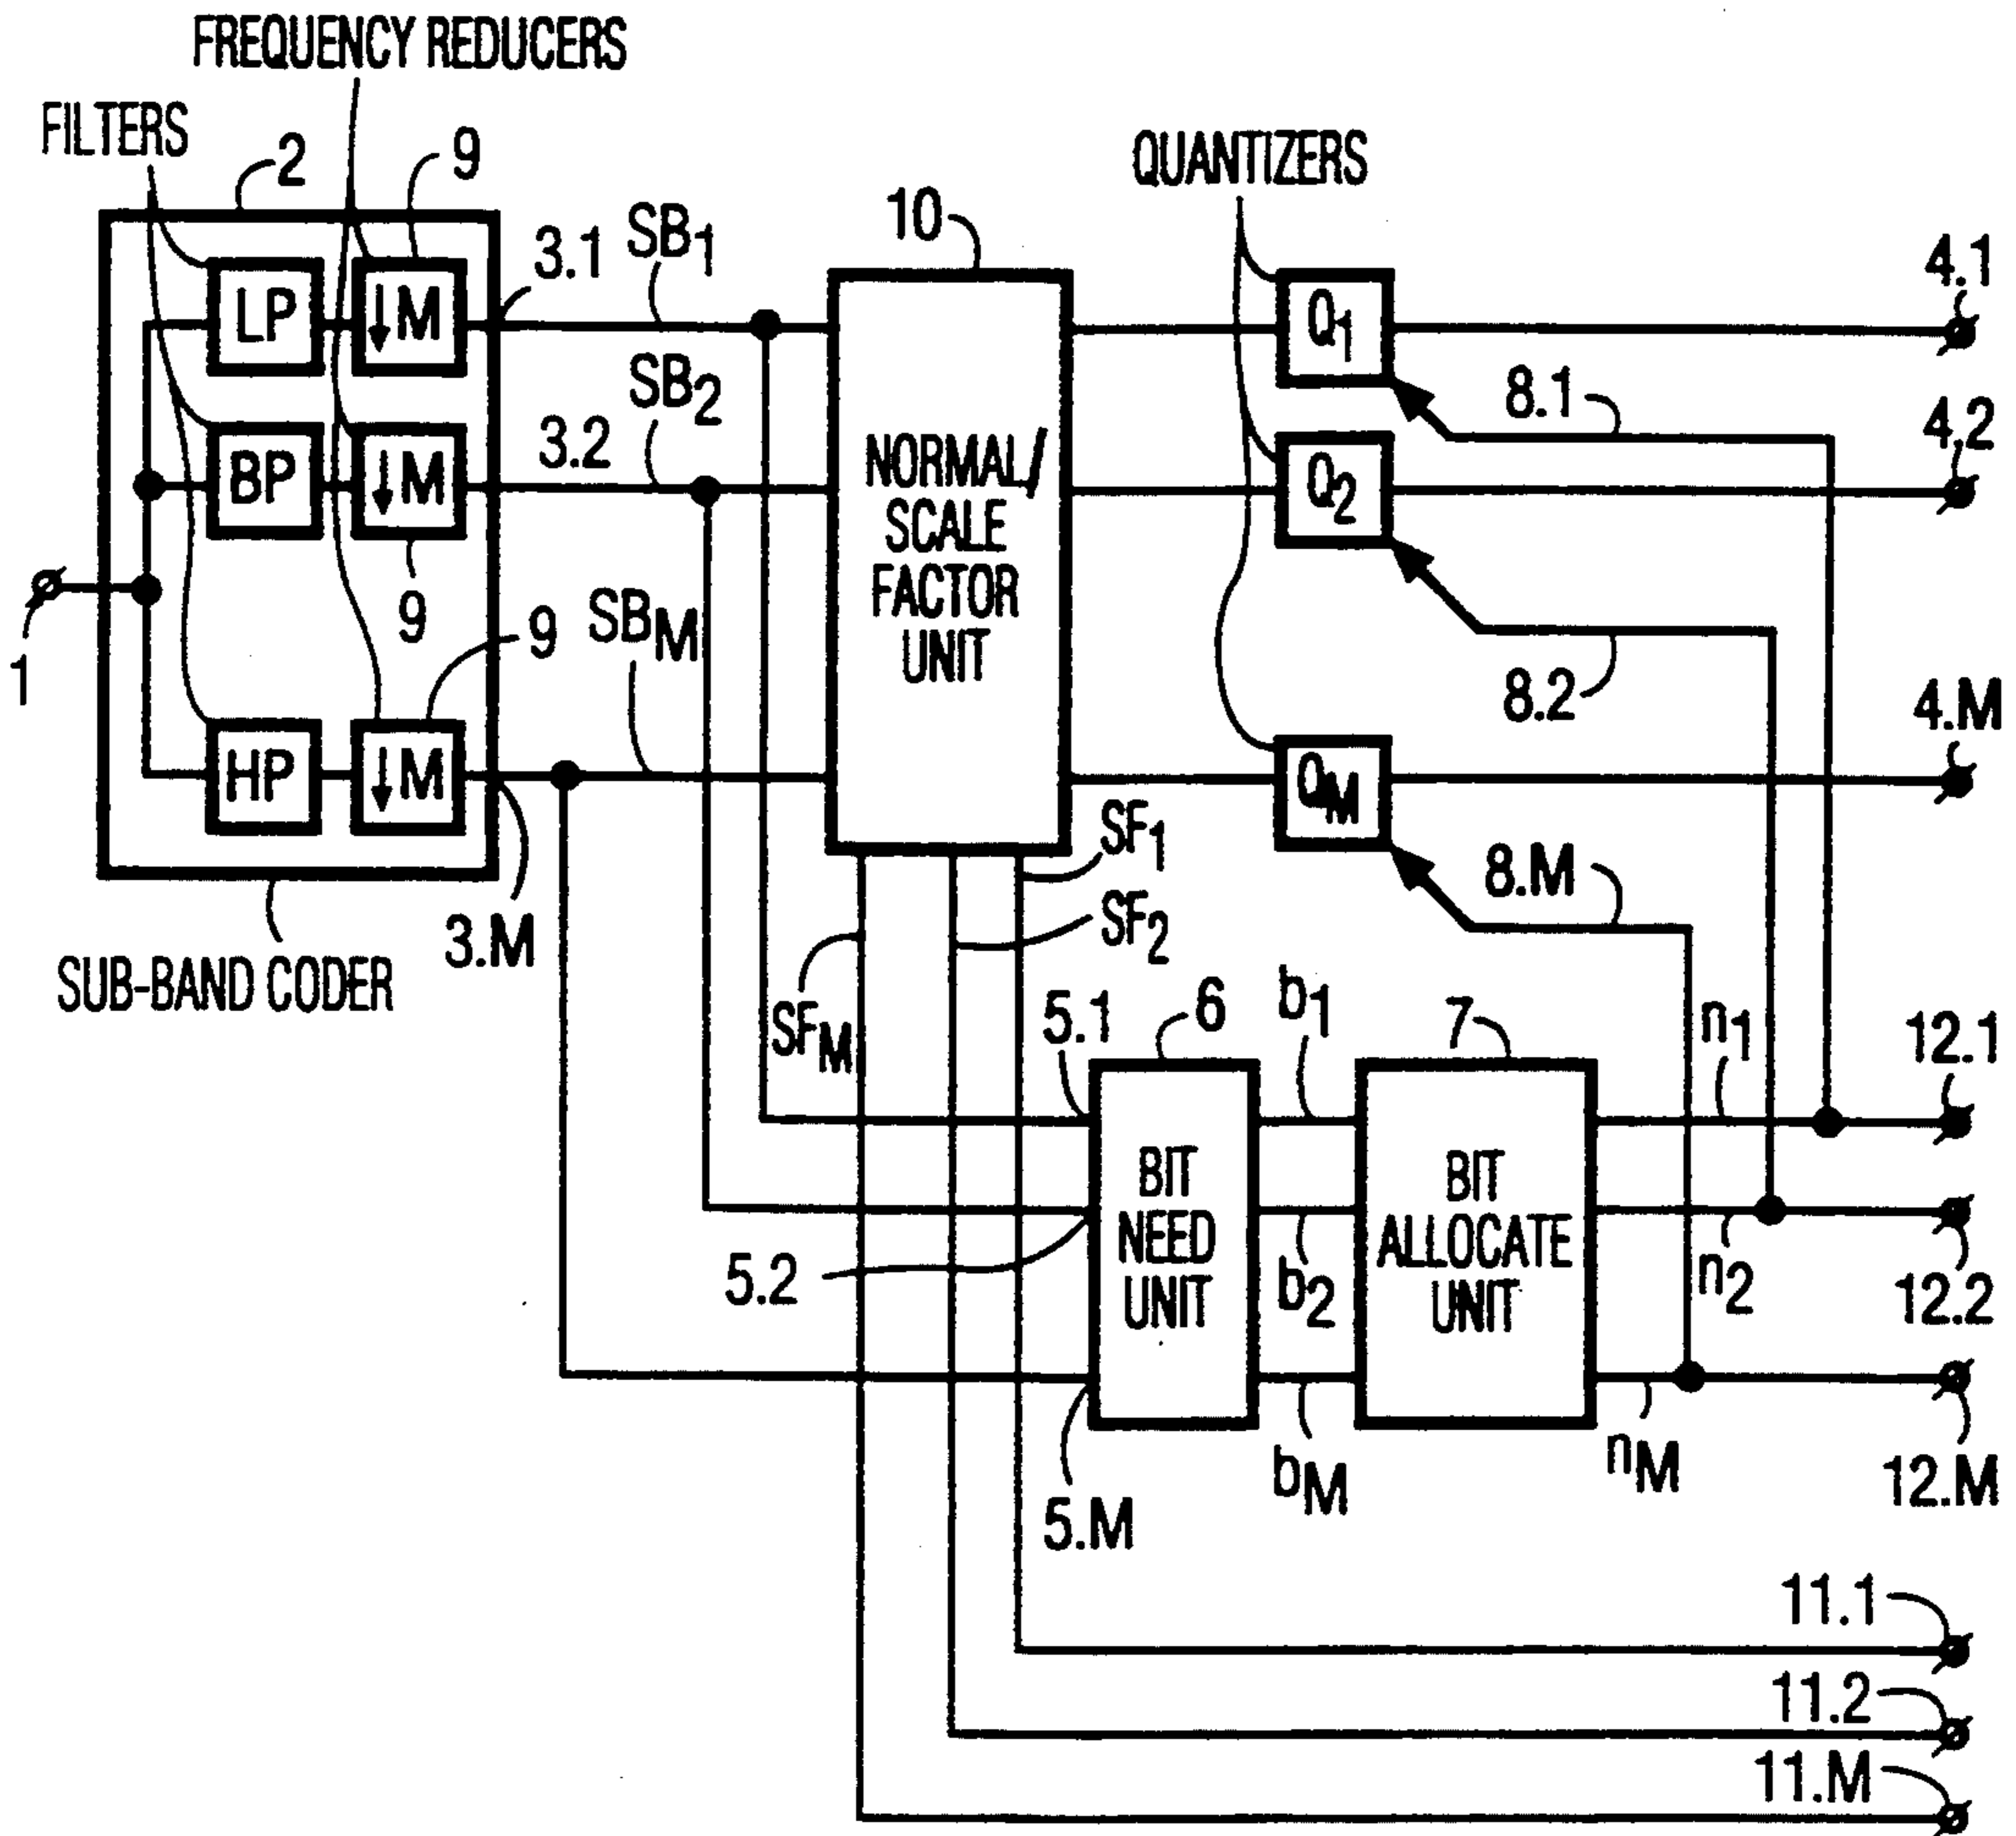 FREQUENCY REDUCERS
FILTERS
2
9
QUANTIZERS
10
3.1
SB1
4.1
LP
↓M
Q1
SB2
8.1
4.2
3.2
BP
↓M
NORMAL/
SCALE
FACTOR
UNIT
Q2
9
9
SBM
1
8.2
4.M
HP
↓M
QM
SF1
8.M
3.M
SF2
SUB-BAND CODER
SFM
5.1
6
b1
7
n1
12.1
BIT
NEED
UNIT
BIT
ALLOCATE
UNIT
5.2
b2
n2
12.2
5.M
bM
nM
12.M
11.1
11.2
11.M